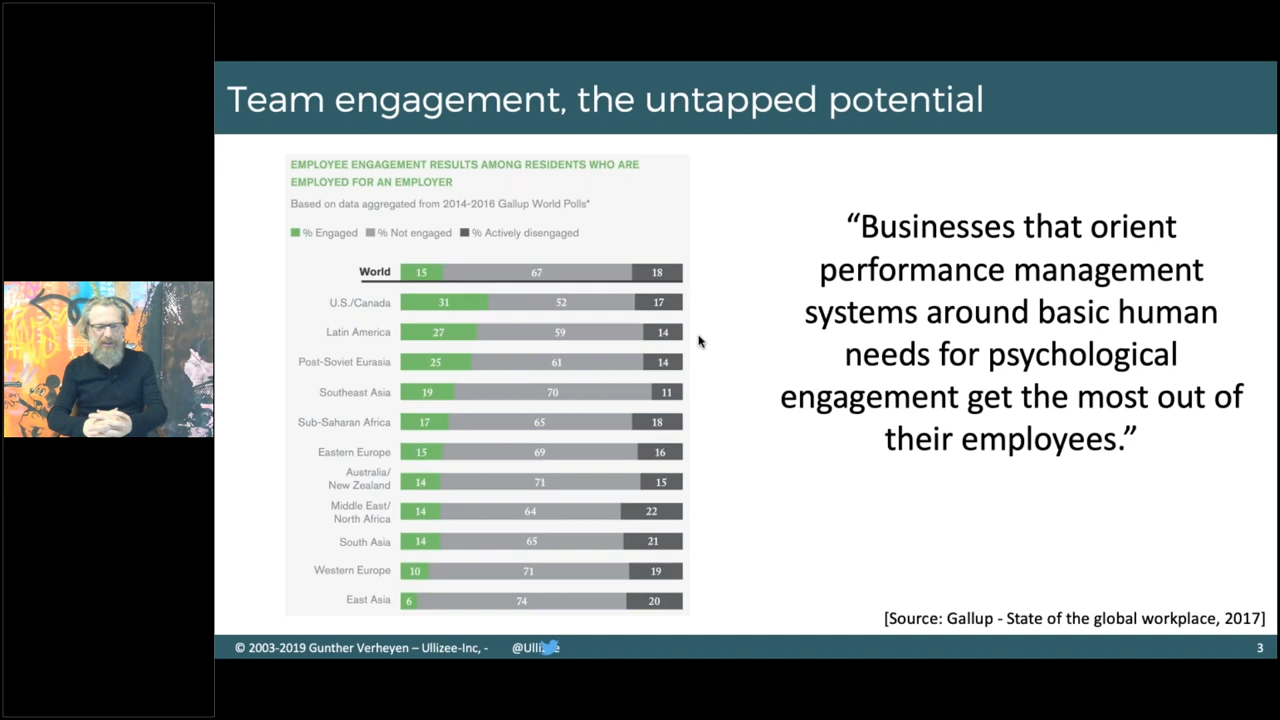 Team engagement, the untapped potential
EMPLOYEE ENGAGEMENT RESULTS AMONG RESIDENTS WHO ARE
EMPLOYED FOR AN EMPLOYER
Based on data aggregated from 2014-2016 Gallup World Polls*
% Engaged % Not engaged % Actively disengaged
World 15 67 18
U.S./Canada 31 52 17
Latin America 27 59 14
Post-Soviet Eurasia 25 61 14
Southeast Asia 19 70 11
Sub-Saharan Africa 17 65 18
Eastern Europe 15 69 16
Australia/
New Zealand 14 71 15
Middle East/
North Africa 14 64 22
South Asia 14 65 21
Western Europe 10 71 19
East Asia 6 74 20
“Businesses that orient
performance management
systems around basic human
needs for psychological
engagement get the most out of
their employees.”
[Source: Gallup - State of the global workplace, 2017]
© 2003-2019 Gunther Verheyen – Ullizee-Inc, - @Ullizee 3